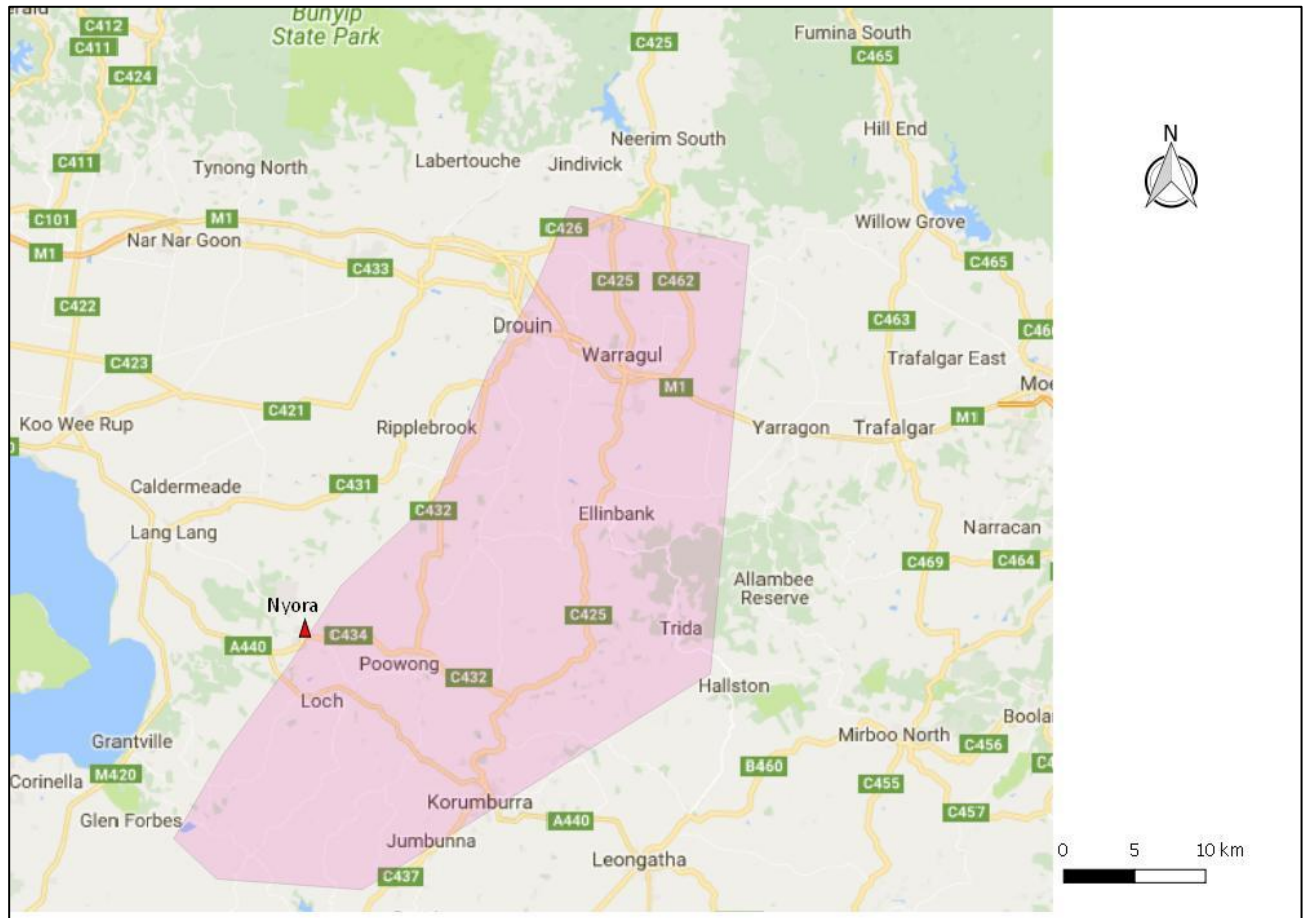 Bunyip
State Park
Fumina South
C412
C425
C411
C465
C424
Neerim South
Hill End
C411
Labertouche
Jindivick
Tynong North
C101
M1
C426
Willow Grove
Nar Nar Goon
M1
C433
C425
C462
C465
C422
C463
Drouin
Warragul
Trafalgar East
C423
M1
C421
Koo Wee Rup
Ripplebrook
Yarragon
Trafalgar
M1
Caldermeade
C431
C432
Ellinbank
Lang Lang
Narracan
C469
C464
Allambee
Reserve
Nyora
C425
C434
Trida
A440
Poowong
C432
Hallston
Loch
Grantville
Mirboo North
C456
Corinella
M420
B460
C455
Korumburra
C457
Glen Forbes
A440
Jumbunna
Leongatha
C437
N
0 5 10 km